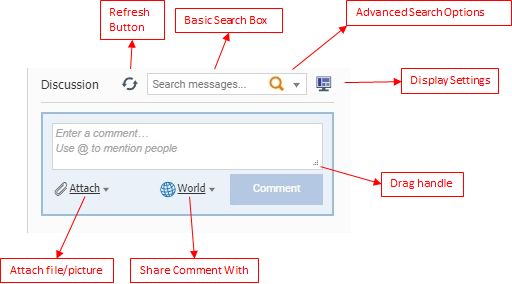 Refresh
Button
Basic Search Box
Advanced Search Options
Discussion
Search messages...
Display Settings
Enter a comment...
Use @ to mention people
Attach
World
Comment
Drag handle
Attach file/picture
Share Comment With